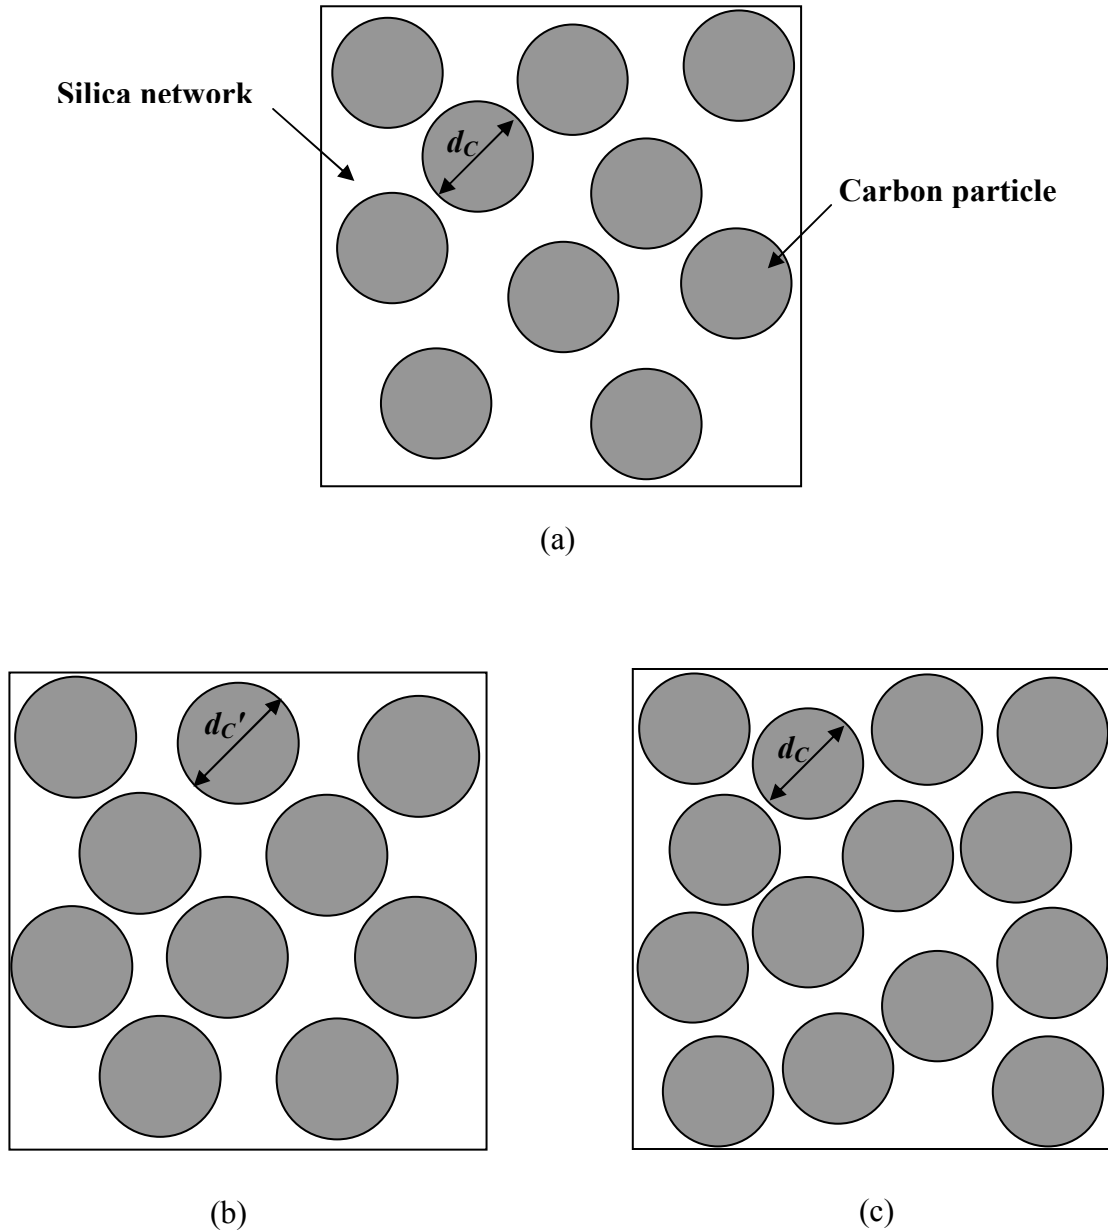 Silica network
d_C
Carbon particle
(a)
d_C'
d_C
(b)
(c)